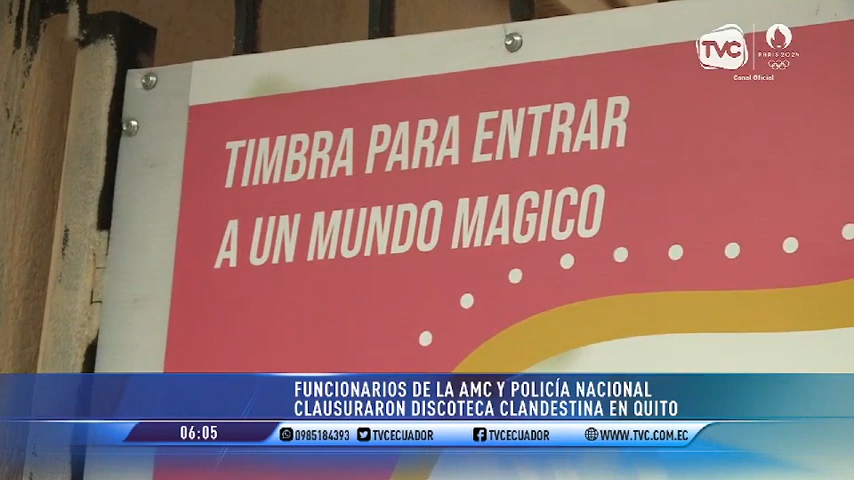 TVC
PARIS 2024
Canal Oficial
TIMBRA PARA ENTRAR
A UN MUNDO MAGICO
FUNCIONARIOS DE LA AMC Y POLICÍA NACIONAL
CLAUSURARON DISCOTECA CLANDESTINA EN QUITO
06:05 0985184393 TVCECUADOR TVCECUADOR WWW.TVC.COM.EC